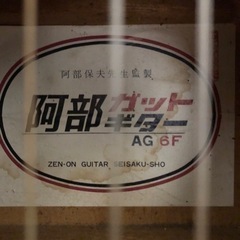 阿部保夫先生監製
阿部 ガット
ギター
AG 6F
ZEN-ON GUITAR SEISAKU-SHO